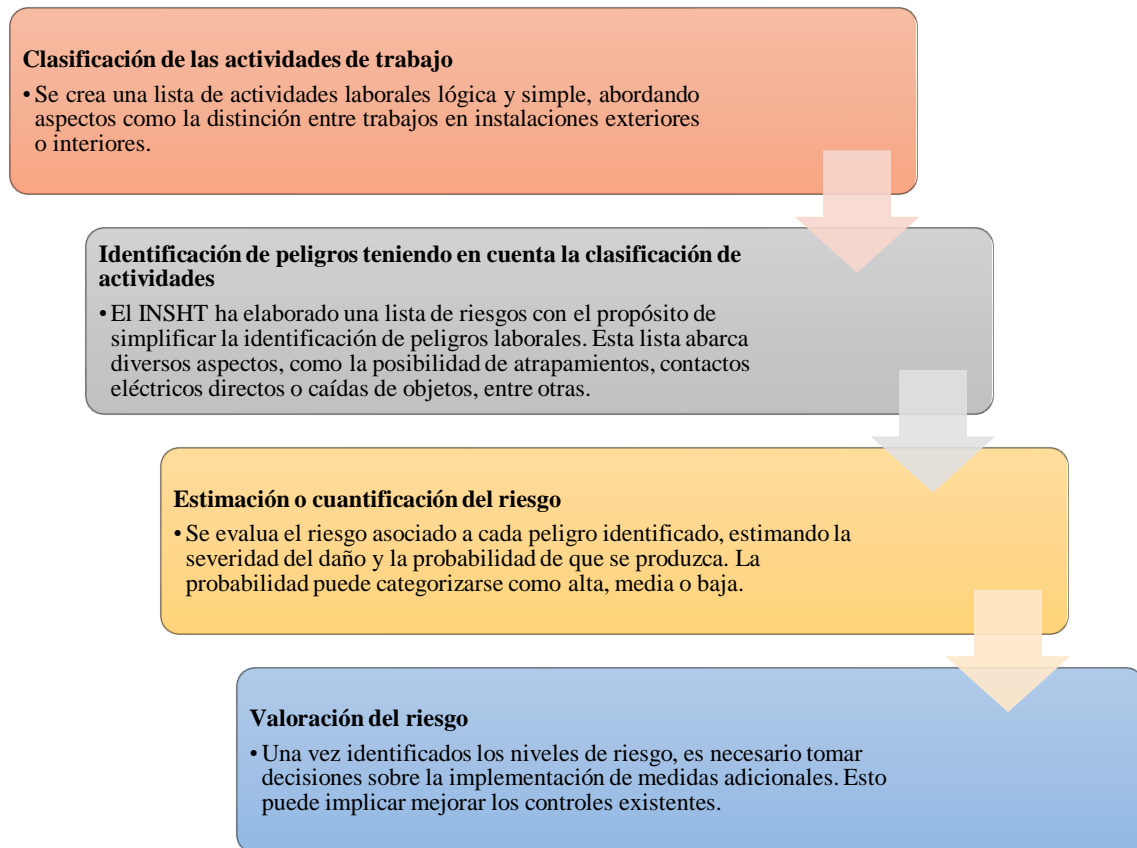 Clasificación de las actividades de trabajo
• Se crea una lista de actividades laborales lógica y simple, abordando
aspectos como la distinción entre trabajos en instalaciones exteriores
o interiores.
Identificación de peligros teniendo en cuenta la clasificación de
actividades
• El INSHT ha elaborado una lista de riesgos con el propósito de
simplificar la identificación de peligros laborales. Esta lista abarca
diversos aspectos, como la posibilidad de atrapamientos, contactos
eléctricos directos o caídas de objetos, entre otras.
Estimación o cuantificación del riesgo
• Se evalua el riesgo asociado a cada peligro identificado, estimando la
severidad del daño y la probabilidad de que se produzca. La
probabilidad puede categorizarse como alta, media o baja.
Valoración del riesgo
• Una vez identificados los niveles de riesgo, es necesario tomar
decisiones sobre la implementación de medidas adicionales. Esto
puede implicar mejorar los controles existentes.